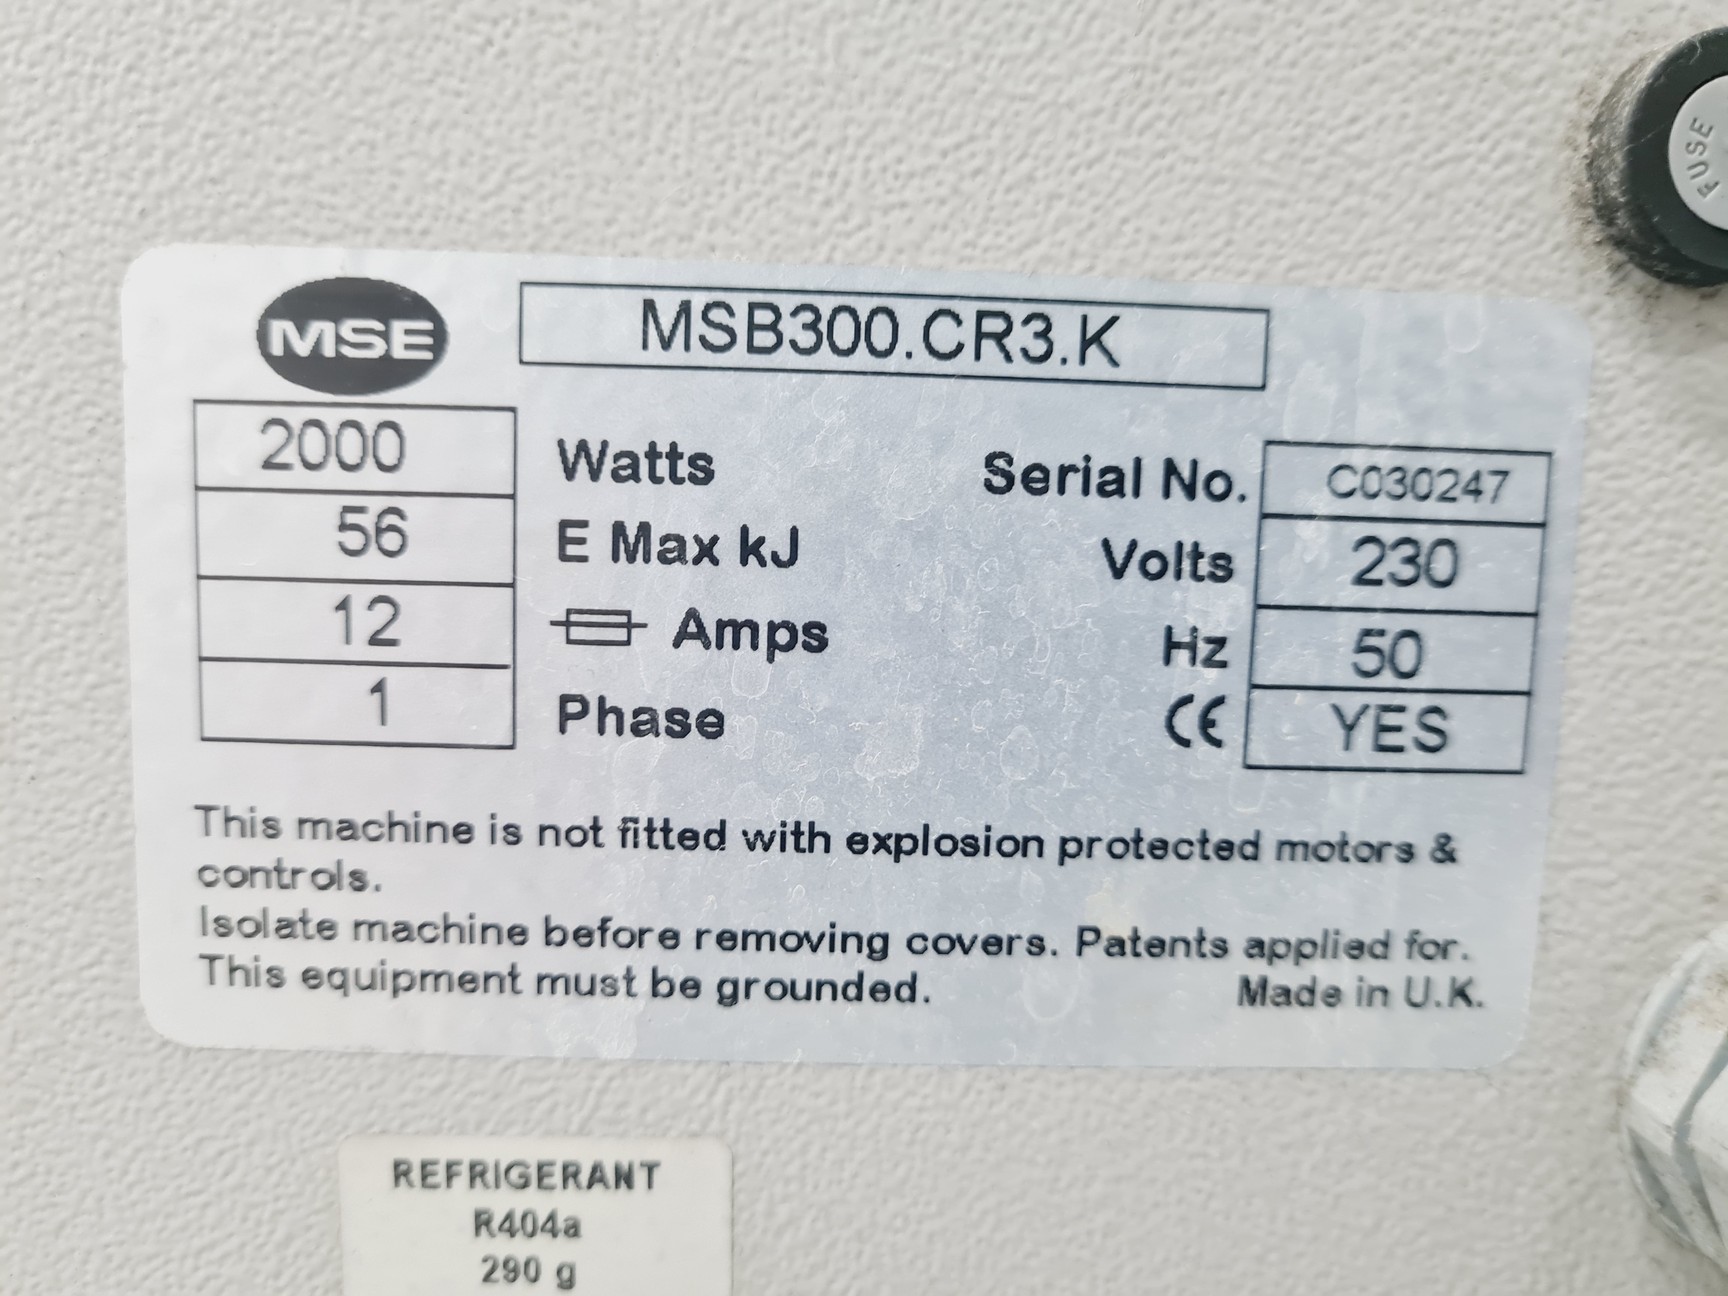 MSE
MSB300.CR3.K
2000 Watts
56 E Max kJ
12 Amps
1 Phase
Serial No. C030247
Volts 230
Hz 50
CE YES
This machine is not fitted with explosion protected motors &
controls.
Isolate machine before removing covers. Patents applied for.
This equipment must be grounded. Made in U.K.
REFRIGERANT
R404a
290 g
FUSE